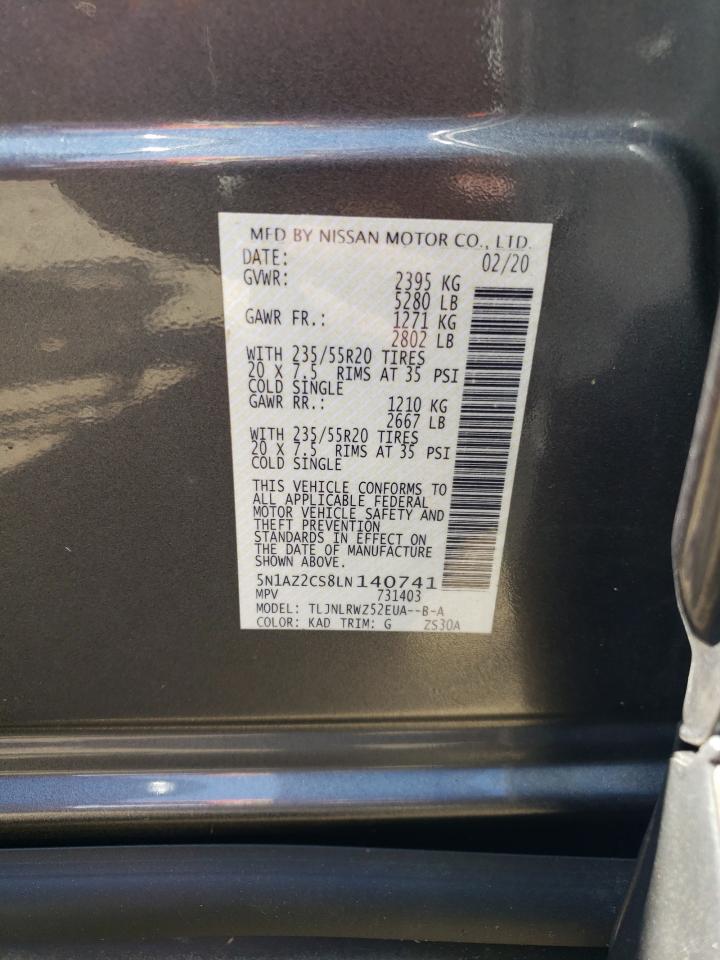 MFD BY NISSAN MOTOR CO., LTD.
DATE: 02/20
GVWR: 2395 KG
5280 LB
GAWR FR.: 1271 KG
2802 LB
WITH 235/55R20 TIRES
20 X 7.5 RIMS AT 35 PSI
COLD SINGLE
GAWR RR.: 1210 KG
2667 LB
WITH 235/55R20 TIRES
20 X 7.5 RIMS AT 35 PSI
COLD SINGLE
THIS VEHICLE CONFORMS TO
ALL APPLICABLE FEDERAL
MOTOR VEHICLE SAFETY AND
THEFT PREVENTION
STANDARDS IN EFFECT ON
THE DATE OF MANUFACTURE
SHOWN ABOVE.
5N1AZ2CS8LN140741
MPV 731403
MODEL: TLJNLRWZ52EUA--B-A
COLOR: KAD TRIM: G ZS30A